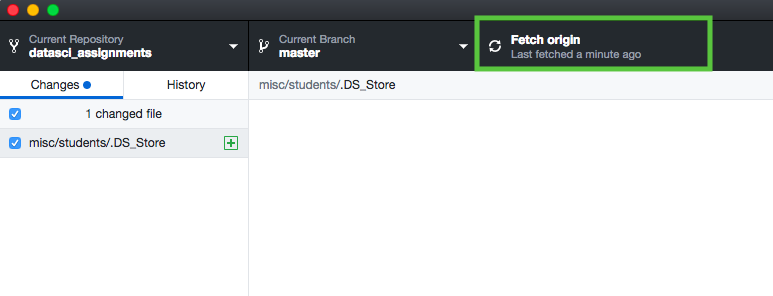 Current Repository
datasci_assignments
Current Branch
master
Fetch origin
Last fetched a minute ago
Changes
History
misc/students/.DS_Store
1 changed file
misc/students/.DS_Store